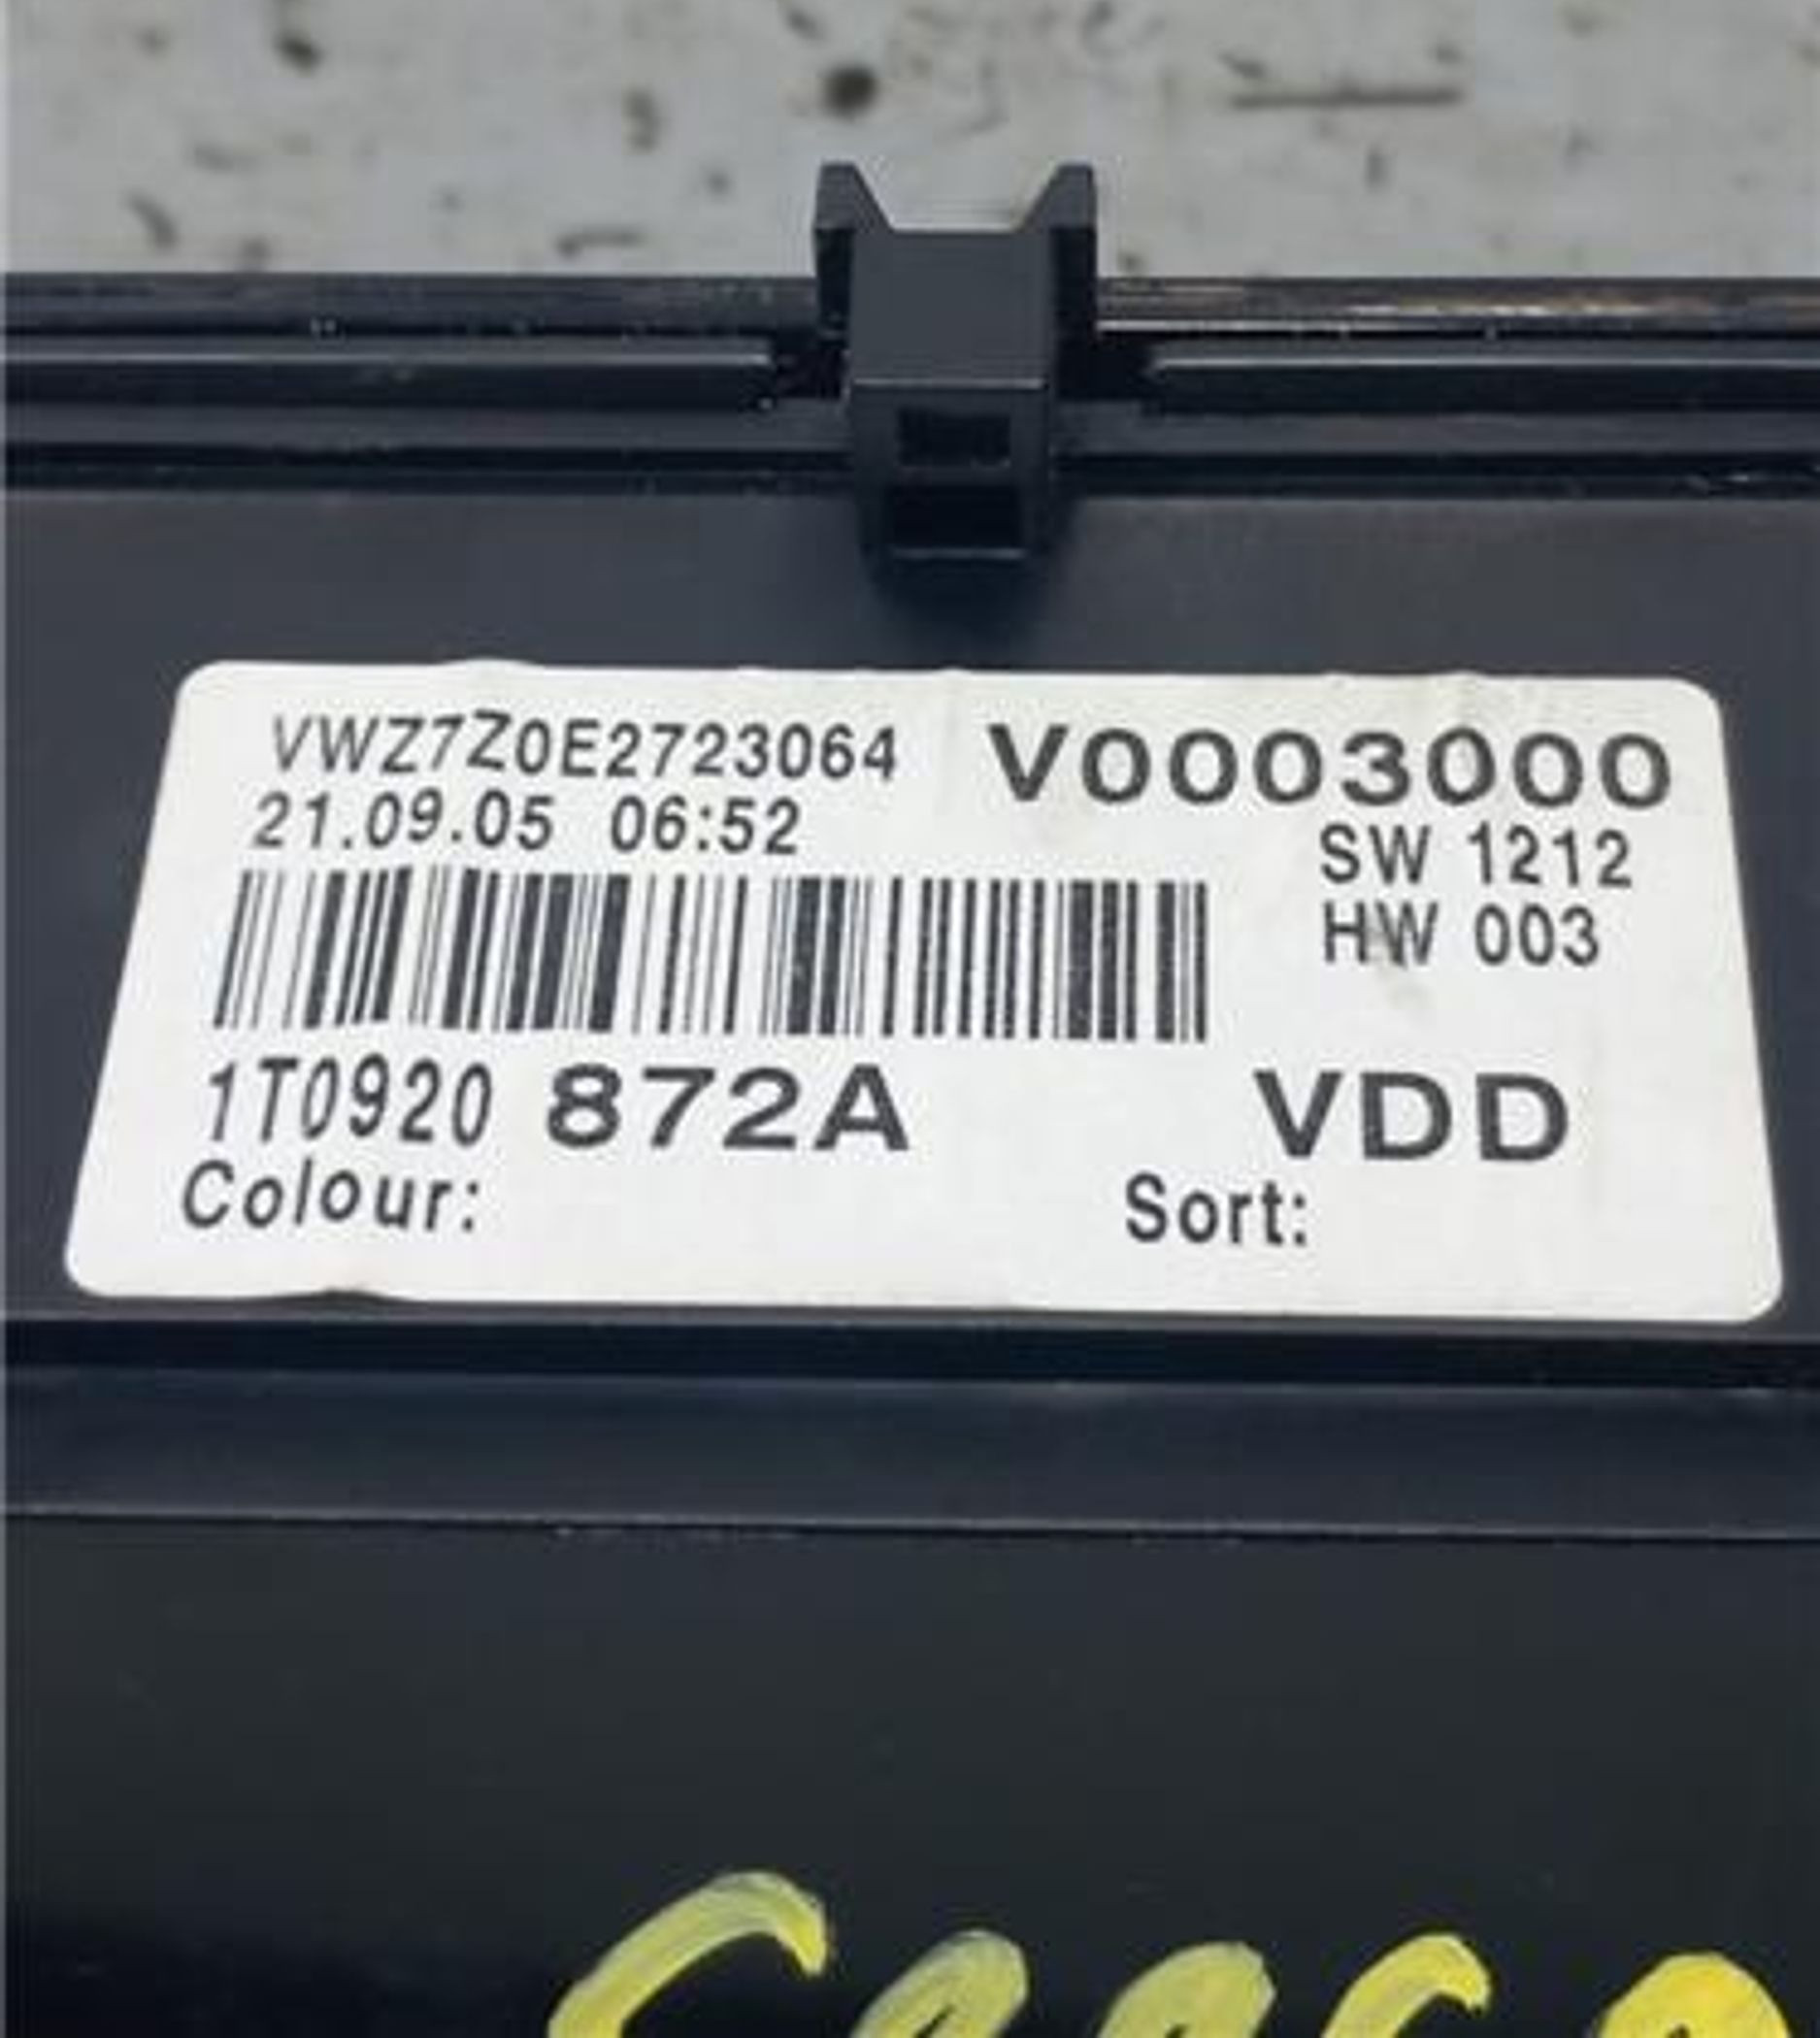 VWZ7Z0E2723064 V0003000
21.09.05 06:52 SW 1212
HW 003
1T0920 872A VDD
Colour: Sort: